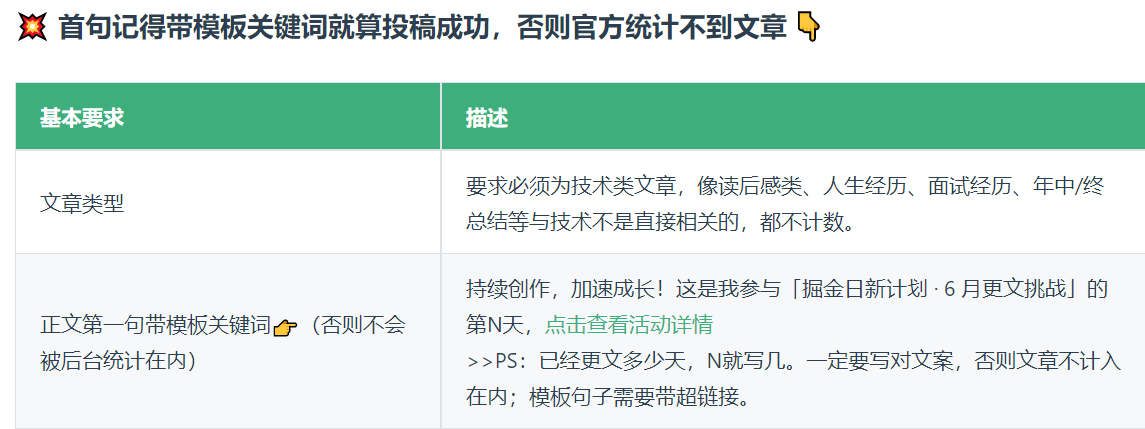 💥 首句记得带模板关键词就算投稿成功，否则官方统计不到文章 👇
基本要求
描述
文章类型
要求必须为技术类文章，像读后感类、人生经历、面试经历、年中/终
总结等与技术不是直接相关的，都不计数。
正文第一句带模板关键词👉（否则不会
被后台统计在内）
持续创作，加速成长！这是我参与「掘金日新计划 · 6 月更文挑战」的
第N天，点击查看活动详情
>>PS：已经更文多少天，N就写几。一定要写对文案，否则文章不计入
在内；模板句子需要带超链接。